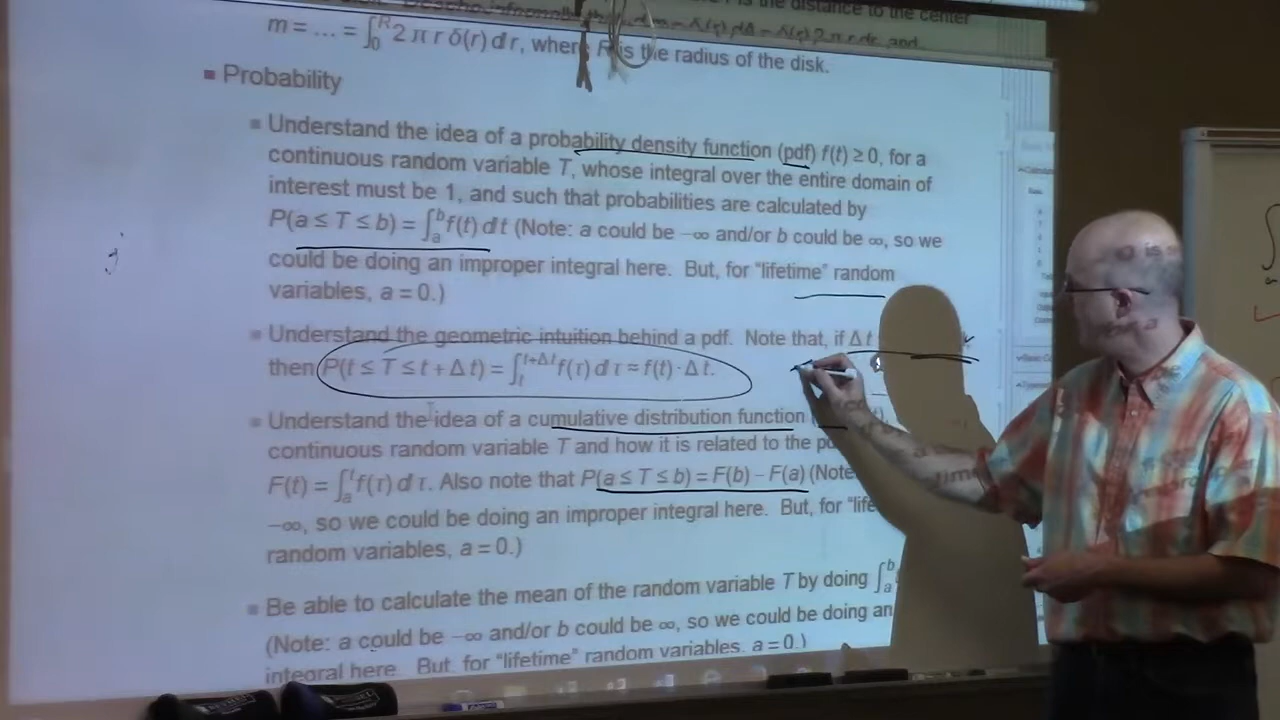 is the distance to the center
m = ... = ∫₀ᴿ 2 π r δ(r) d r, where R is the radius of the disk.
Probability
Understand the idea of a probability density function (pdf) f(t) ≥ 0, for a
continuous random variable T, whose integral over the entire domain of
interest must be 1, and such that probabilities are calculated by
P(a ≤ T ≤ b) = ∫ₐᵇ f(t) d t (Note: a could be −∞ and/or b could be ∞, so we
could be doing an improper integral here. But, for "lifetime" random
variables, a = 0.)
Understand the geometric intuition behind a pdf. Note that, if Δ t
then P(t ≤ T ≤ t + Δ t) = ∫ₜᵗ⁺ᐞᵗ f(τ) d τ ≈ f(t) · Δ t.
Understand the idea of a cumulative distribution function
continuous random variable T and how it is related to the
F(t) = ∫ₐᵗ f(τ) d τ. Also note that P(a ≤ T ≤ b) = F(b) − F(a) (Note
−∞, so we could be doing an improper integral here. But, for
random variables, a = 0.)
Be able to calculate the mean of the random variable T by doing ∫ₐᵇ
(Note: a could be −∞ and/or b could be ∞, so we could be doing an
integral here. But, for "lifetime" random variables, a = 0.)